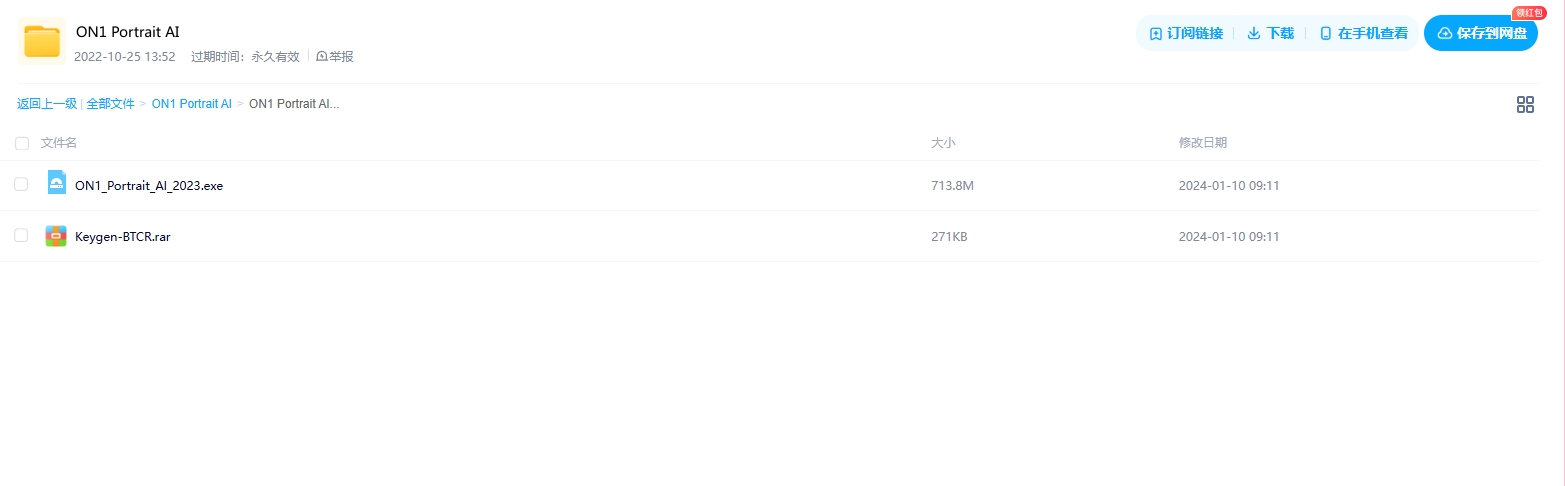 ON1 Portrait AI
领红包
订阅链接 下载 在手机查看 保存到网盘
2022-10-25 13:52 过期时间：永久有效 举报
返回上一级 | 全部文件 > ON1 Portrait AI > ON1 Portrait AI...
文件名 大小 修改日期
ON1_Portrait_AI_2023.exe 713.8M 2024-01-10 09:11
Keygen-BTCR.rar 271KB 2024-01-10 09:11